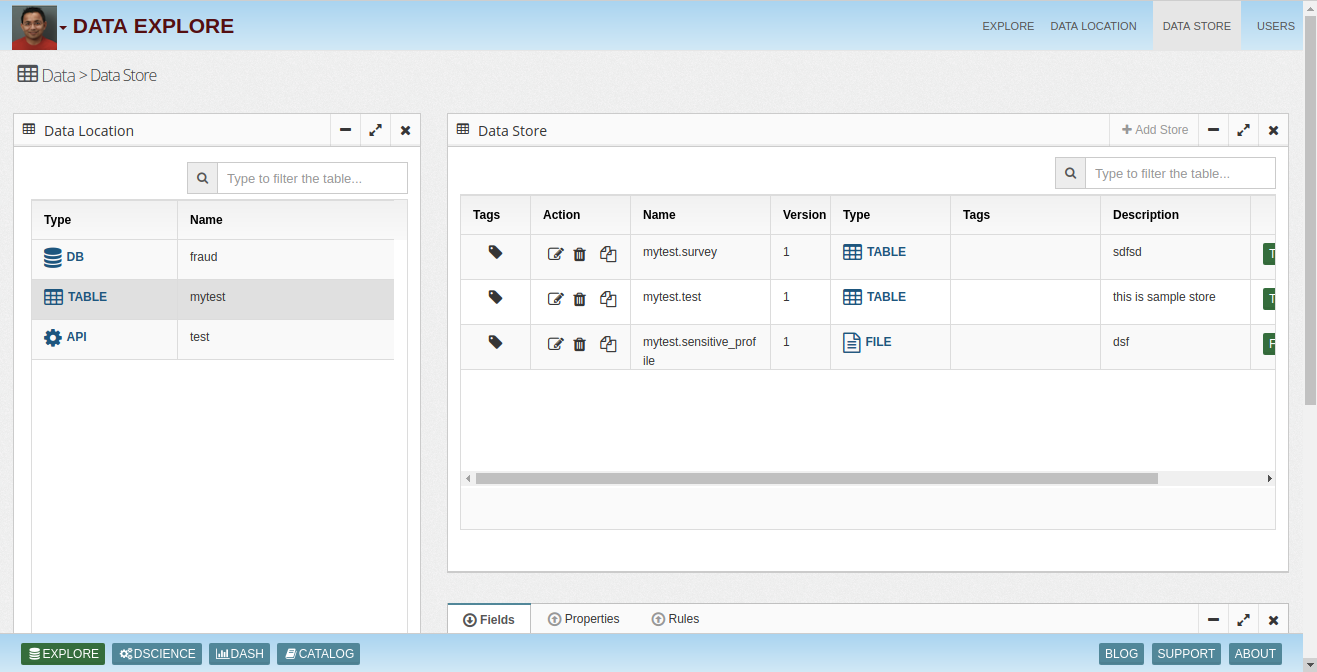 DATA EXPLORE
EXPLORE DATA LOCATION DATA STORE USERS
Data > Data Store
Data Location
Type to filter the table...
Type Name
DB fraud
TABLE mytest
API test
Data Store
+ Add Store
Type to filter the table...
Tags Action Name Version Type Tags Description
mytest.survey 1 TABLE sdfsd
T
mytest.test 1 TABLE this is sample store
T
mytest.sensitive_prof 1 FILE dsf
ile
F
Fields Properties Rules
EXPLORE DSCIENCE DASH CATALOG BLOG SUPPORT ABOUT